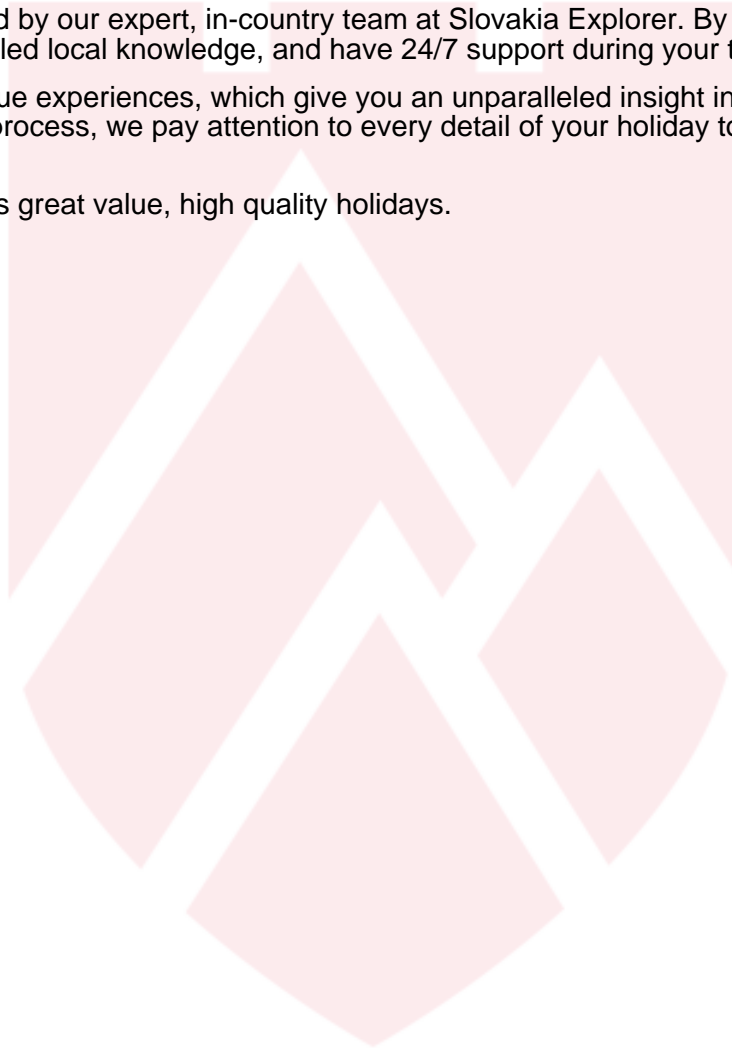 d by our expert, in-country team at Slovakia Explorer. By
led local knowledge, and have 24/7 support during your t
ue experiences, which give you an unparalleled insight in
rocess, we pay attention to every detail of your holiday to
s great value, high quality holidays.